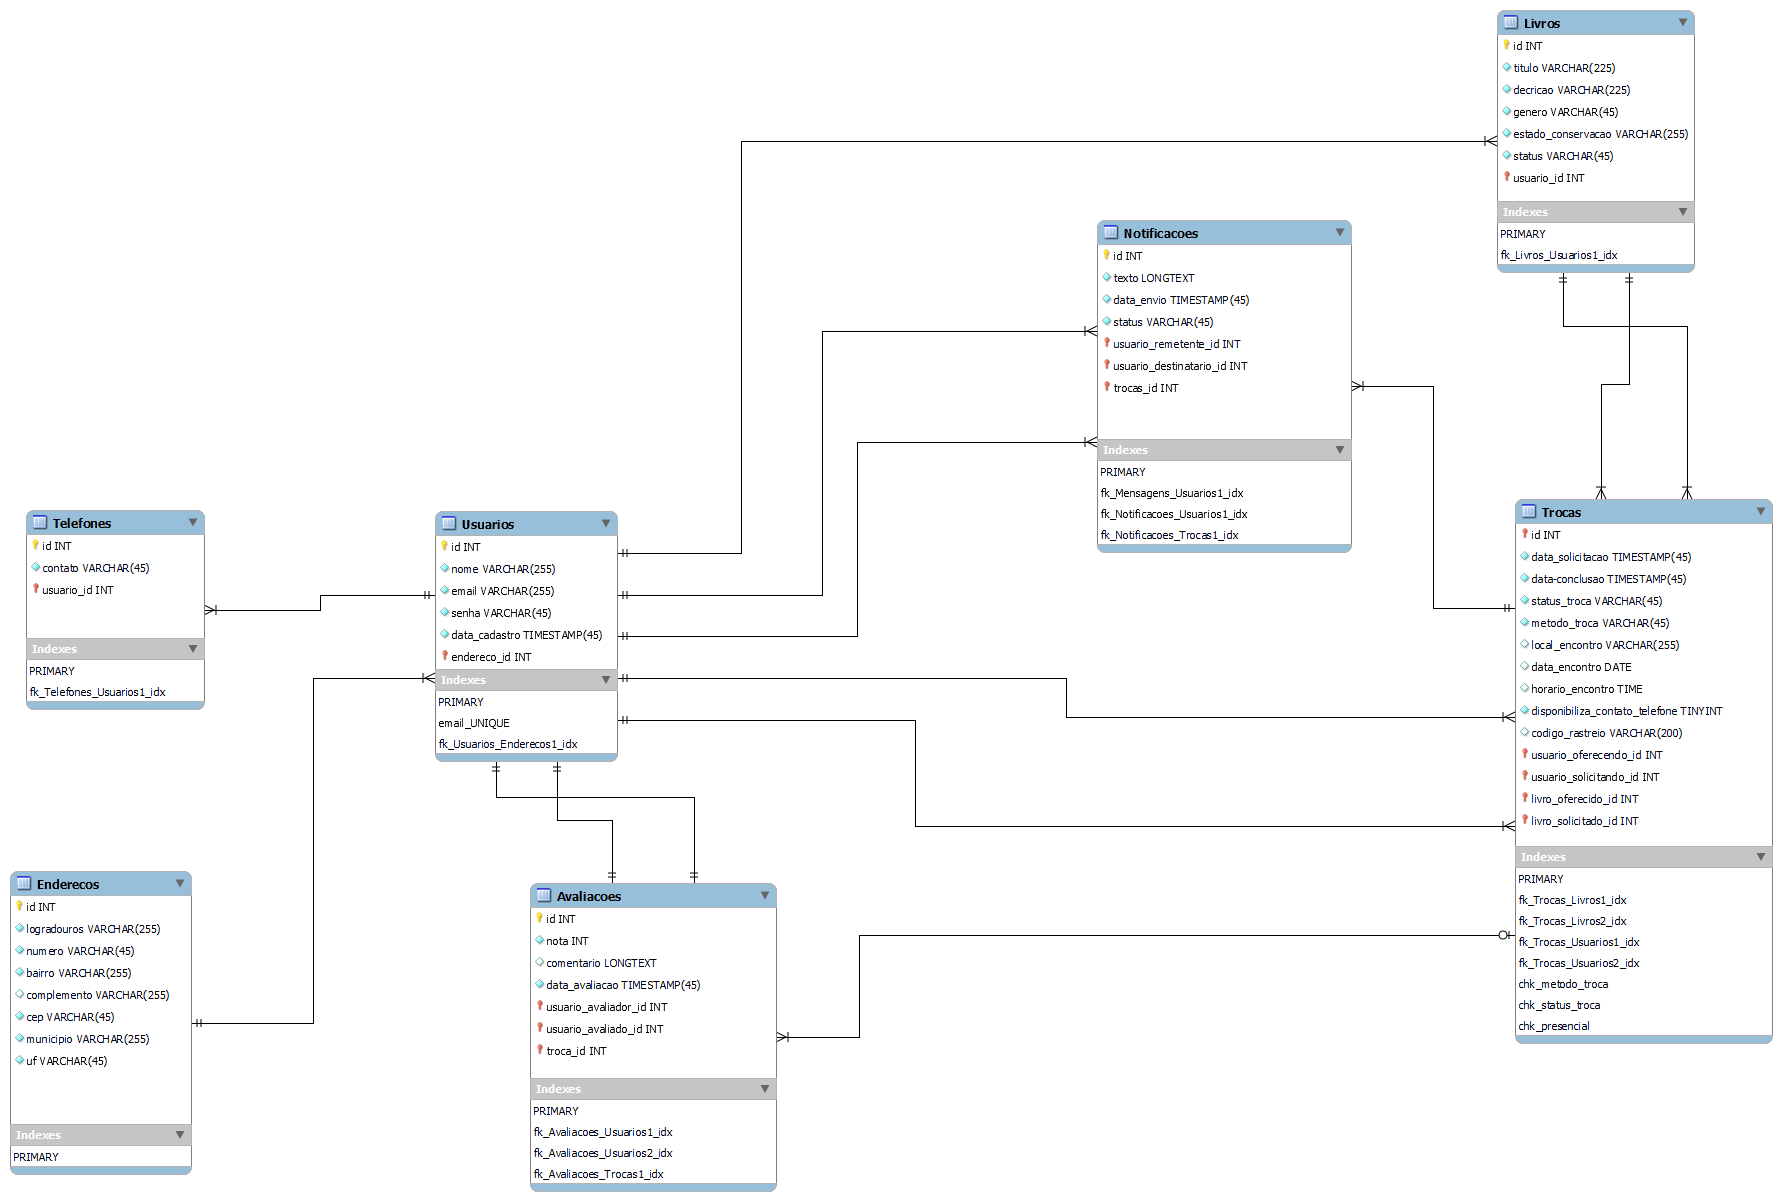 Livros
id INT
titulo VARCHAR(225)
decricao VARCHAR(225)
genero VARCHAR(45)
estado_conservacao VARCHAR(255)
status VARCHAR(45)
usuario_id INT
Indexes
PRIMARY
fk_Livros_Usuarios1_idx
Notificacoes
id INT
texto LONGTEXT
data_envio TIMESTAMP(45)
status VARCHAR(45)
usuario_remetente_id INT
usuario_destinatario_id INT
trocas_id INT
Indexes
PRIMARY
fk_Mensagens_Usuarios1_idx
fk_Notificacoes_Usuarios1_idx
fk_Notificacoes_Trocas1_idx
Telefones
id INT
contato VARCHAR(45)
usuario_id INT
Indexes
PRIMARY
fk_Telefones_Usuarios1_idx
Usuarios
id INT
nome VARCHAR(255)
email VARCHAR(255)
senha VARCHAR(45)
data_cadastro TIMESTAMP(45)
endereco_id INT
Indexes
PRIMARY
email_UNIQUE
fk_Usuarios_Enderecos1_idx
Trocas
id INT
data_solicitacao TIMESTAMP(45)
data-conclusao TIMESTAMP(45)
status_troca VARCHAR(45)
metodo_troca VARCHAR(45)
local_encontro VARCHAR(255)
data_encontro DATE
horario_encontro TIME
disponibiliza_contato_telefone TINYINT
codigo_rastreio VARCHAR(200)
usuario_oferecendo_id INT
usuario_solicitando_id INT
livro_oferecido_id INT
livro_solicitado_id INT
Indexes
PRIMARY
fk_Trocas_Livros1_idx
fk_Trocas_Livros2_idx
fk_Trocas_Usuarios1_idx
fk_Trocas_Usuarios2_idx
chk_metodo_troca
chk_status_troca
chk_presencial
Enderecos
id INT
logradouros VARCHAR(255)
numero VARCHAR(45)
bairro VARCHAR(255)
complemento VARCHAR(255)
cep VARCHAR(45)
municipio VARCHAR(255)
uf VARCHAR(45)
Indexes
PRIMARY
Avaliacoes
id INT
nota INT
comentario LONGTEXT
data_avaliacao TIMESTAMP(45)
usuario_avaliador_id INT
usuario_avaliado_id INT
troca_id INT
Indexes
PRIMARY
fk_Avaliacoes_Usuarios1_idx
fk_Avaliacoes_Usuarios2_idx
fk_Avaliacoes_Trocas1_idx